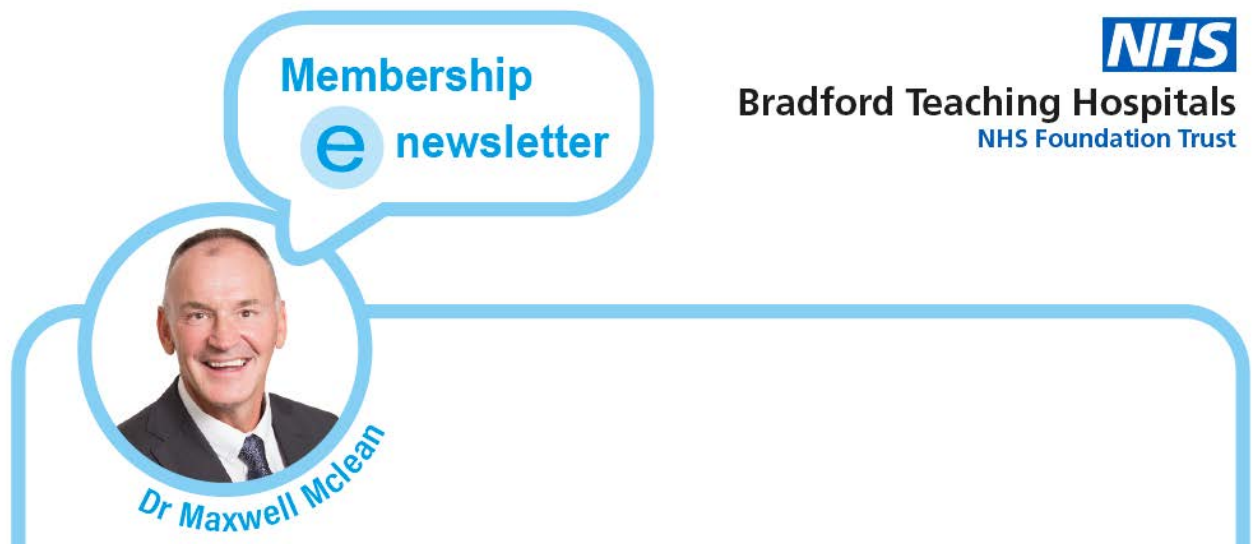 Membership
e newsletter
NHS
Bradford Teaching Hospitals
NHS Foundation Trust
Dr Maxwell Mclean